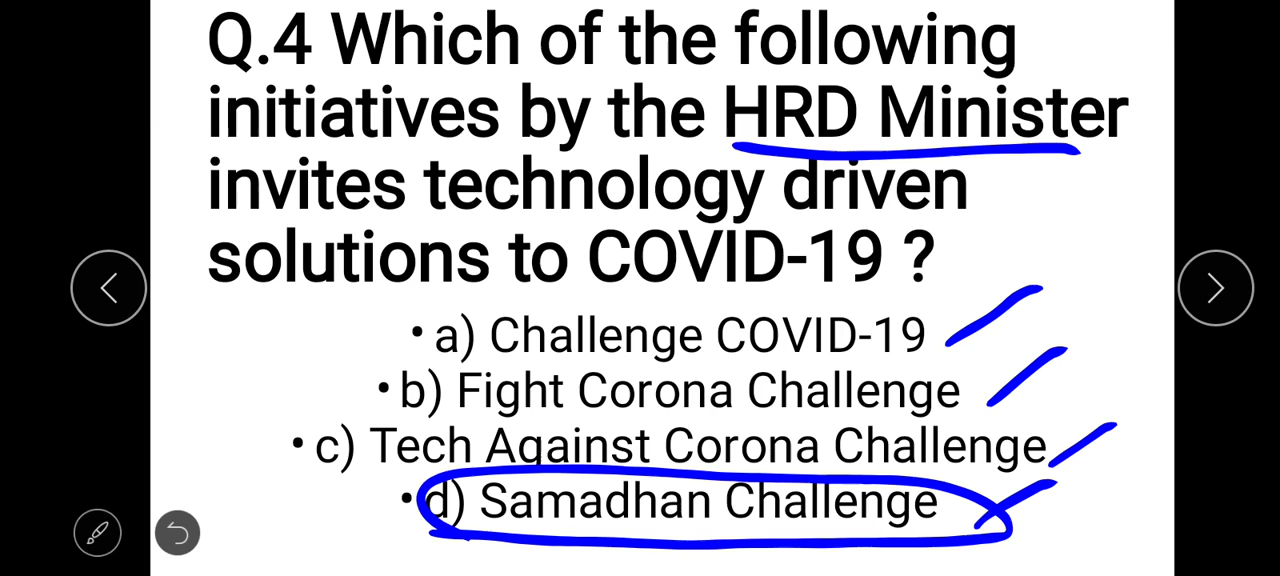 Q.4 Which of the following
initiatives by the HRD Minister
invites technology driven
solutions to COVID-19 ?
• a) Challenge COVID-19
• b) Fight Corona Challenge
• c) Tech Against Corona Challenge
• d) Samadhan Challenge